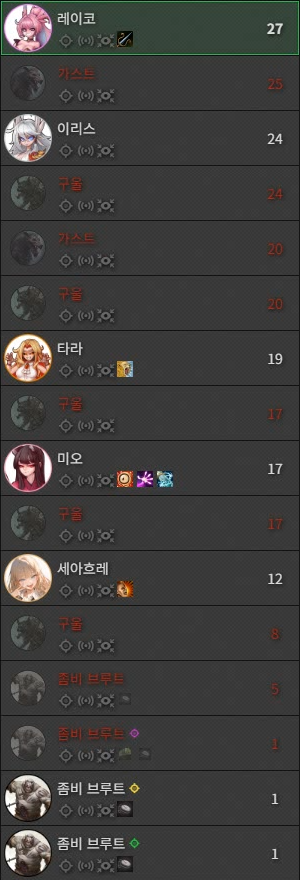 레이코
27
가스트
25
이리스
24
구울
24
가스트
20
구울
20
타라
19
구울
17
미오
17
구울
17
세아흐레
12
구울
8
좀비 브루트
5
좀비 브루트
1
좀비 브루트
1
좀비 브루트
1